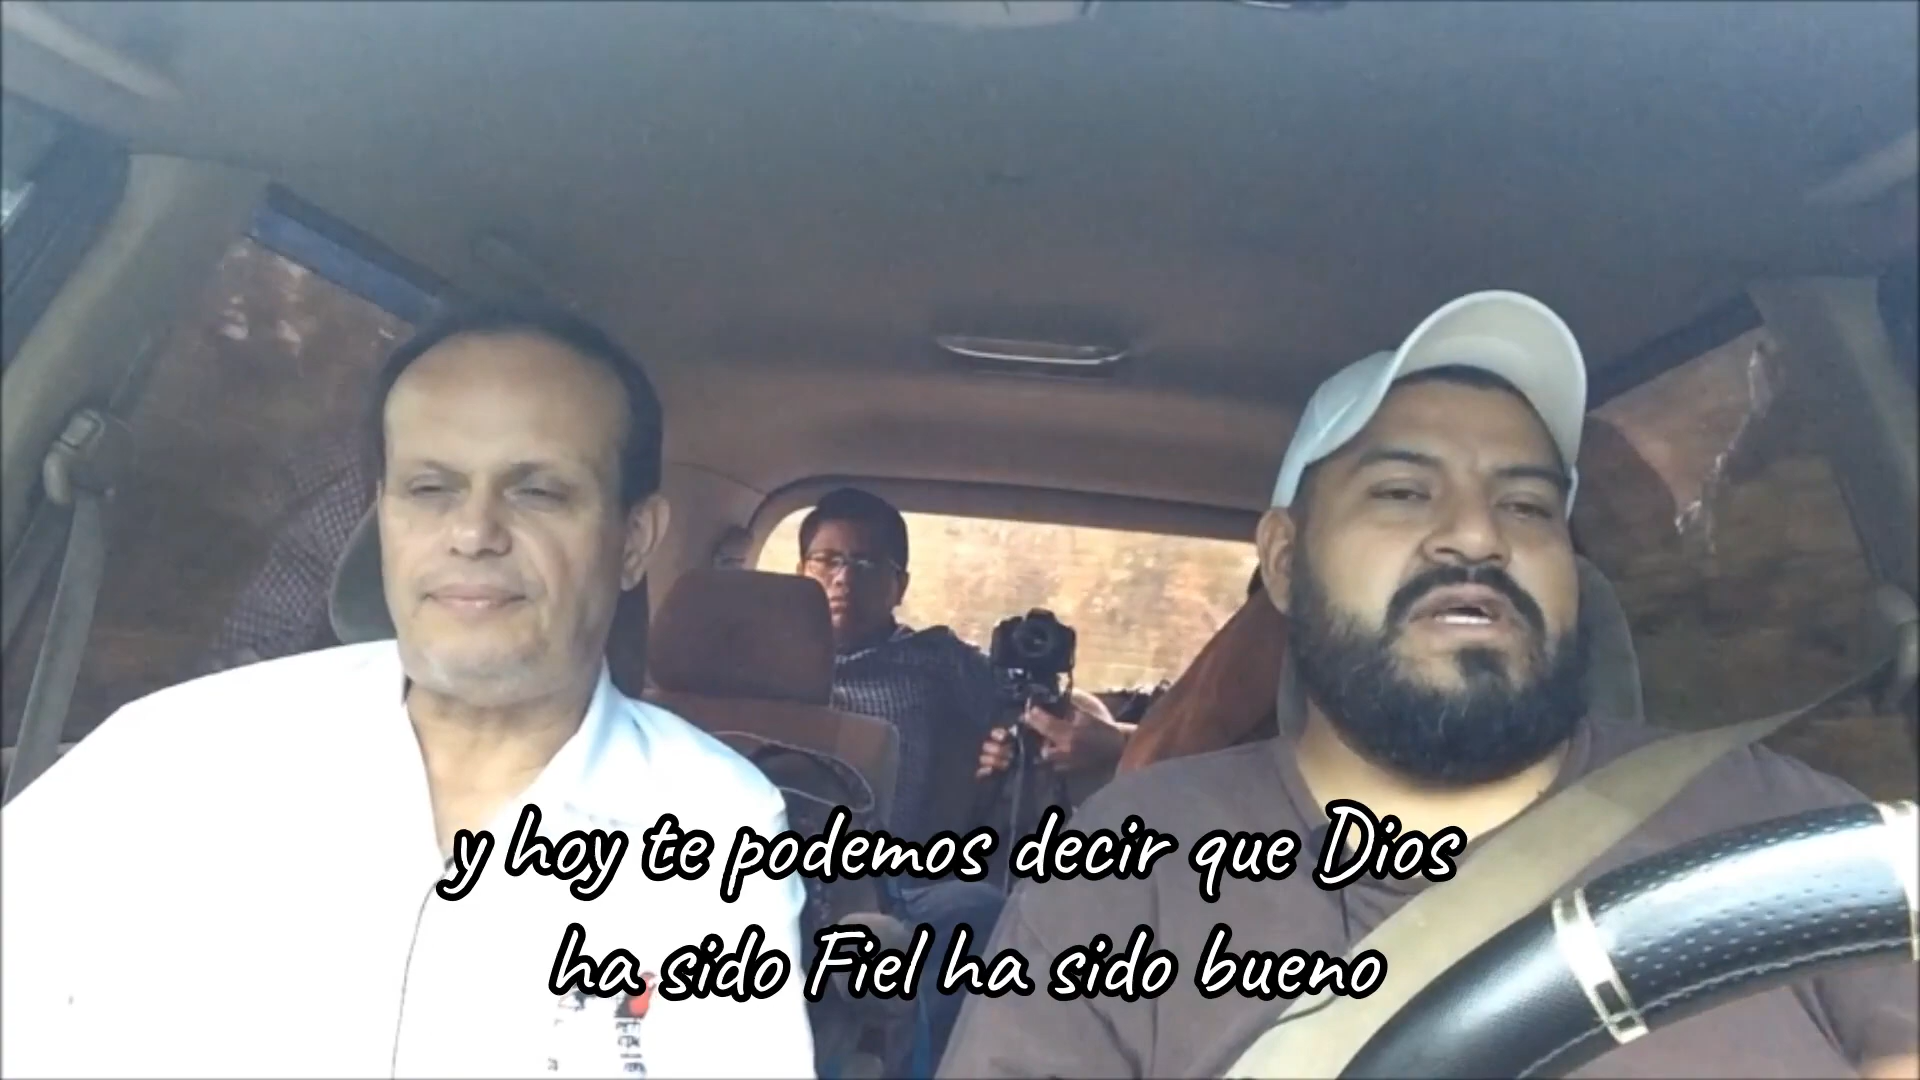 y hoy te podemos decir que Dios
ha sido Fiel ha sido bueno